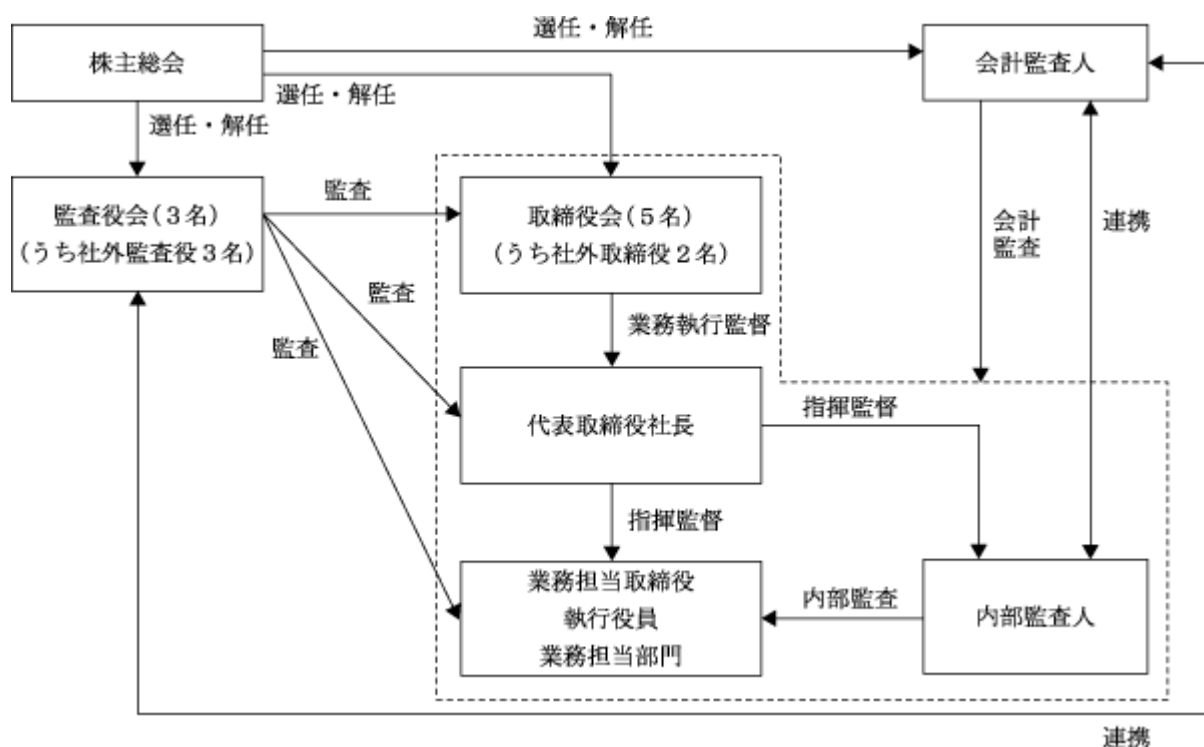 選任・解任
株主総会
会計監査人
選任・解任
選任・解任
監査役会(3名)
(うち社外監査役3名)
監査
取締役会(5名)
(うち社外取締役2名)
会計
監査
連携
監査
業務執行監督
監査
代表取締役社長
指揮監督
指揮監督
業務担当取締役
執行役員
業務担当部門
内部監査
内部監査人
連携